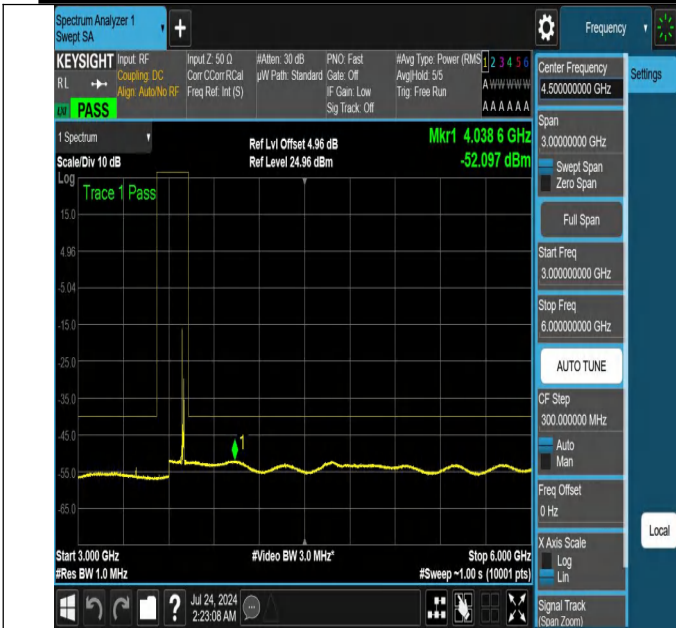 Spectrum Analyzer 1
Swept SA
+
Frequency
KEYSIGHT
RL
PASS
Input: RF
Coupling: DC
Align: Auto/No RF
Input Z: 50 Ω
Corr CCorr RCal
Freq Ref: Int (S)
#Atten: 30 dB
µW Path: Standard
PNO: Fast
Gate: Off
IF Gain: Low
Sig Track: Off
#Avg Type: Power (RMS
Avg|Hold: 5/5
Trig: Free Run
1 2 3 4 5 6
A W W W W W
A A A A A A
1 Spectrum
Scale/Div 10 dB
Ref Lvl Offset 4.96 dB
Ref Level 24.96 dBm
Mkr1 4.038 6 GHz
-52.097 dBm
Log
Trace 1 Pass
15.0
4.96
-5.04
-15.0
-25.0
-35.0
-45.0
-55.0
-65.0
1
Start 3.000 GHz
#Res BW 1.0 MHz
#Video BW 3.0 MHz*
Stop 6.000 GHz
#Sweep ~1.00 s (10001 pts)
Jul 24, 2024
2:23:08 AM
?
Center Frequency
4.500000000 GHz
Settings
Span
3.00000000 GHz
Swept Span
Zero Span
Full Span
Start Freq
3.000000000 GHz
Stop Freq
6.000000000 GHz
AUTO TUNE
CF Step
300.000000 MHz
Auto
Man
Freq Offset
0 Hz
X Axis Scale
Log
Lin
Local
Signal Track
(Span Zoom)